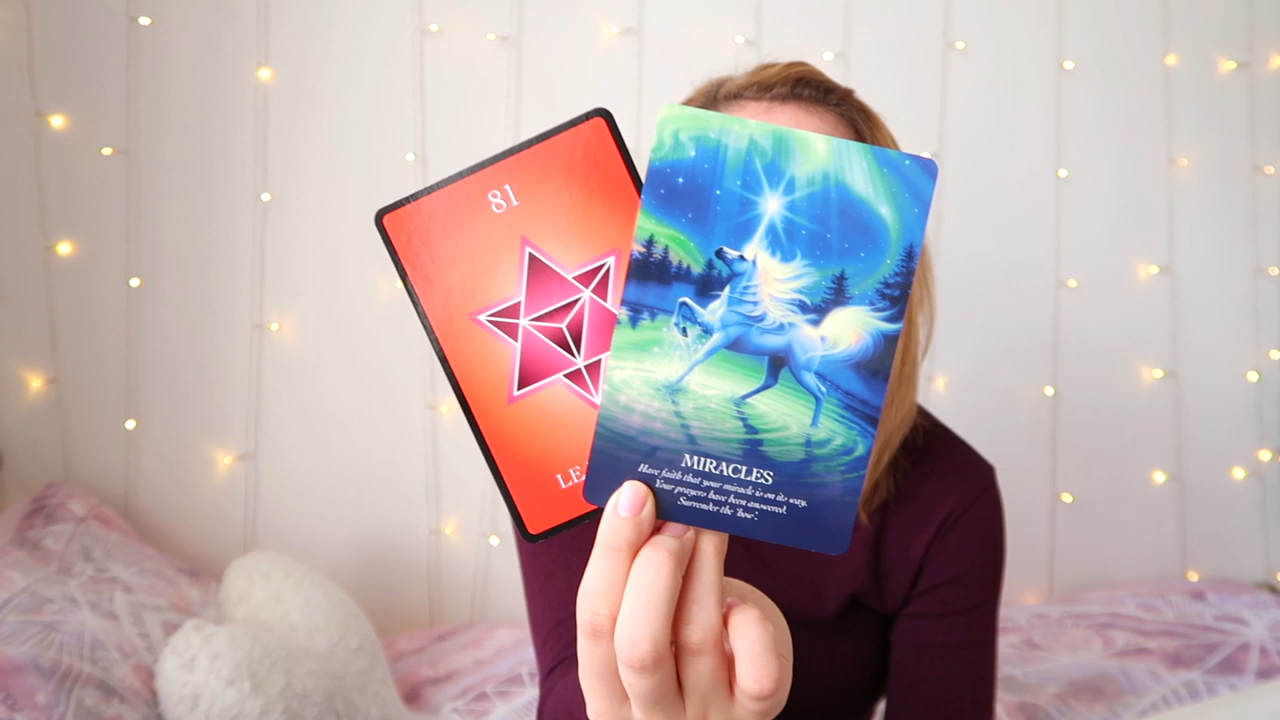 81
LE
MIRACLES
Have faith that your miracle is on its way.
Your prayers have been answered.
Surrender the 'how'.